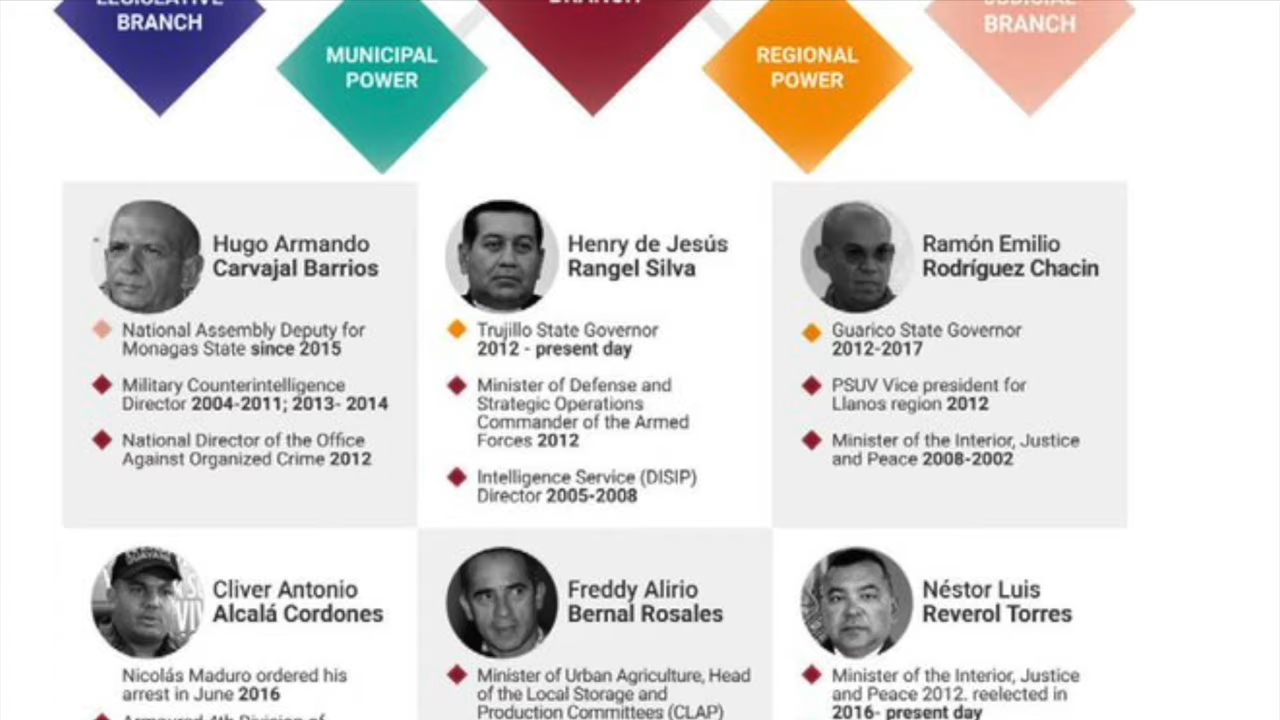 BRANCH
MUNICIPAL
POWER
REGIONAL
POWER
BRANCH
Hugo Armando
Carvajal Barrios
National Assembly Deputy for
Monagas State since 2015
Military Counterintelligence
Director 2004-2011; 2013- 2014
National Director of the Office
Against Organized Crime 2012
Henry de Jesús
Rangel Silva
Trujillo State Governor
2012 - present day
Minister of Defense and
Strategic Operations
Commander of the Armed
Forces 2012
Intelligence Service (DISIP)
Director 2005-2008
Ramón Emilio
Rodríguez Chacin
Guarico State Governor
2012-2017
PSUV Vice president for
Llanos region 2012
Minister of the Interior, Justice
and Peace 2008-2002
Cliver Antonio
Alcalá Cordones
Nicolás Maduro ordered his
arrest in June 2016
Armoured 4th Division of
Freddy Alirio
Bernal Rosales
Minister of Urban Agriculture, Head
of the Local Storage and
Production Committees (CLAP)
Néstor Luis
Reverol Torres
Minister of the Interior, Justice
and Peace 2012. reelected in
2016- present day